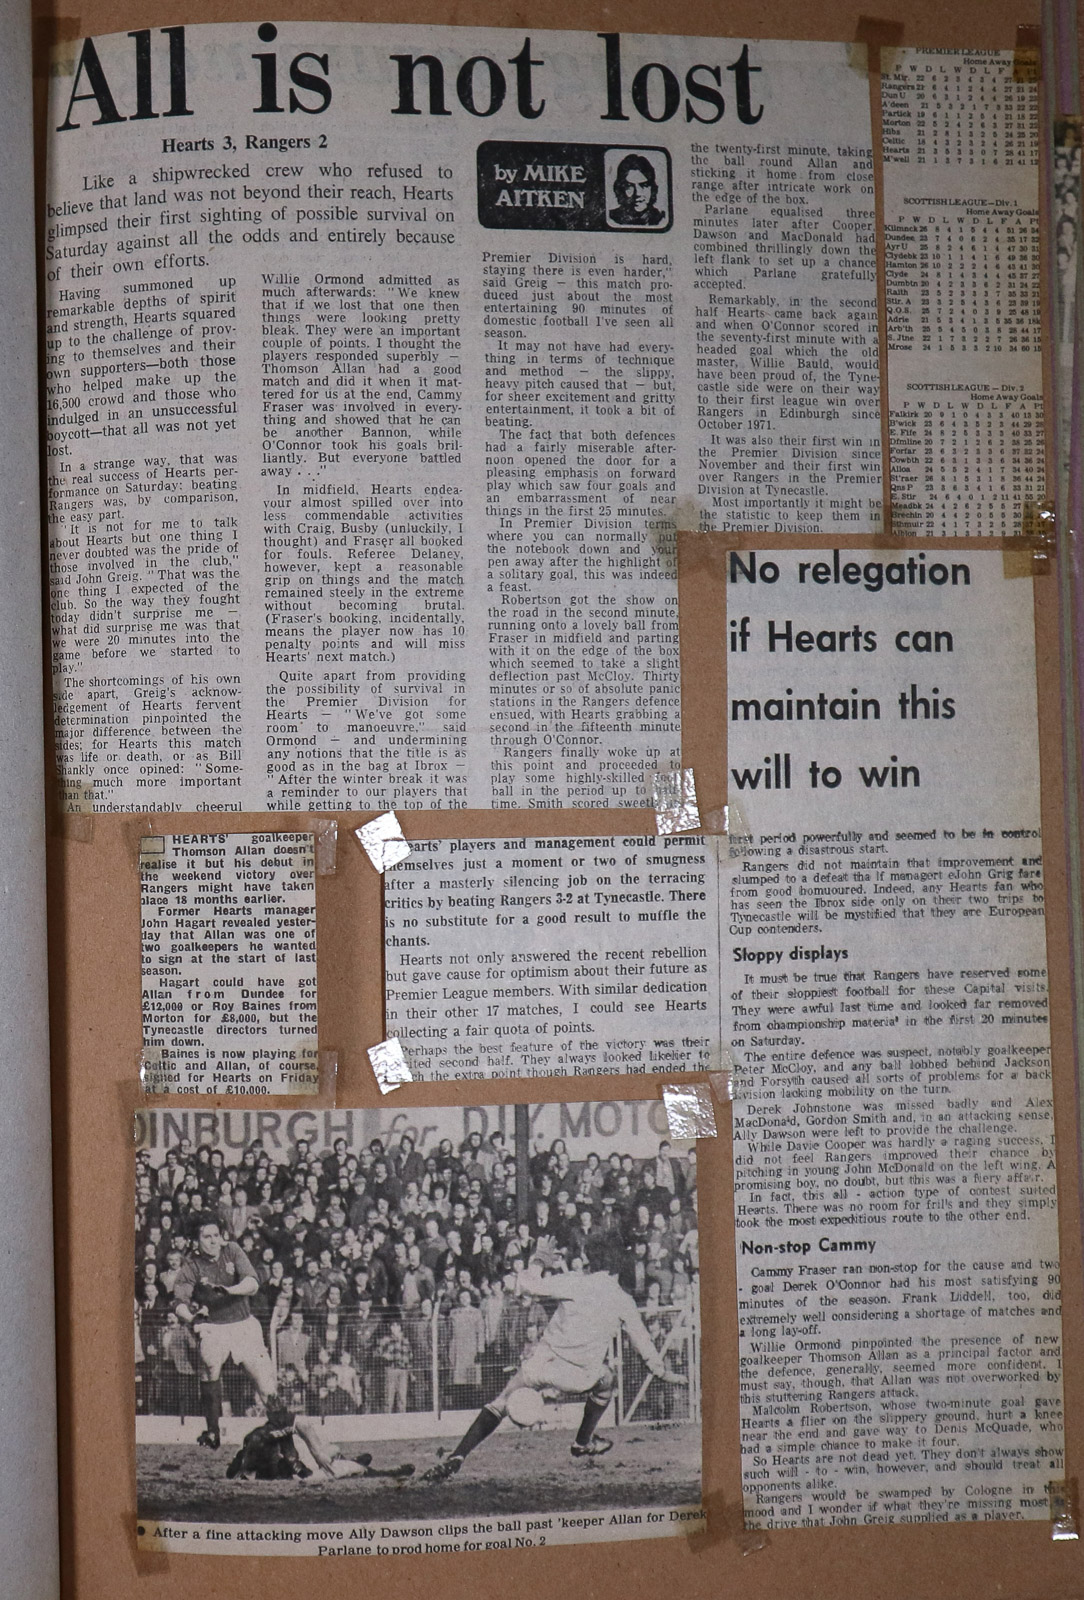 All is not lost
Hearts 3, Rangers 2
Like a shipwrecked crew who refused to
believe that land was not beyond their reach, Hearts
glimpsed their first sighting of possible survival on
Saturday against all the odds and entirely because
of their own efforts.
by MIKE
AITKEN
Having summoned up
remarkable depths of spirit
and strength, Hearts squared
up to the challenge of prov-
ing to themselves and their
own supporters—both those
who helped make up the
16,500 crowd and those who
indulged in an unsuccessful
boycott—that all was not yet
lost.
In a strange way, that was
the real success of Hearts per-
formance on Saturday: beating
Rangers was, by comparison,
the easy part.
"It is not for me to talk
about Hearts but one thing I
never doubted was the pride of
those involved in the club,"
said John Greig. "That was the
one thing I expected of the
club. So the way they fought
today didn't surprise me —
what did surprise me was that
we were 20 minutes into the
game before we started to
play."
The shortcomings of his own
side apart, Greig's acknow-
ledgement of Hearts fervent
determination pinpointed the
major difference between the
sides; for Hearts this match
was life or death, or as Bill
Shankly once opined: "Some-
thing much more important
than that."
An understandably cheerful
Willie Ormond admitted as
much afterwards: "We knew
that if we lost that one then
things were looking pretty
bleak. They were an important
couple of points. I thought the
players responded superbly —
Thomson Allan had a good
match and did it when it mat-
tered for us at the end, Cammy
Fraser was involved in every-
thing and showed that he can
be another Bannon, while
O'Connor took his goals bril-
liantly. But everyone battled
away . . ."
In midfield, Hearts endea-
vour almost spilled over into
less commendable activities
with Craig, Busby (unluckily, I
thought) and Fraser all booked
for fouls. Referee Delaney,
however, kept a reasonable
grip on things and the match
remained steely in the extreme
without becoming brutal.
(Fraser's booking, incidentally,
means the player now has 10
penalty points and will miss
Hearts' next match.)
Quite apart from providing
the possibility of survival in
the Premier Division for
Hearts — "We've got some
room to manoeuvre," said
Ormond — and undermining
any notions that the title is as
good as in the bag at Ibrox —
"After the winter break it was
a reminder to our players that
while getting to the top of the
Premier Division is hard,
staying there is even harder,"
said Greig — this match pro-
duced just about the most
entertaining 90 minutes of
domestic football I've seen all
season.
It may not have had every-
thing in terms of technique
and method — the slippy,
heavy pitch caused that — but,
for sheer excitement and gritty
entertainment, it took a bit of
beating.
The fact that both defences
had a fairly miserable after-
noon opened the door for a
pleasing emphasis on forward
play which saw four goals and
an embarrassment of near
things in the first 25 minutes.
In Premier Division terms
where you can normally put
the notebook down and your
pen away after the highlight of
a solitary goal, this was indeed
a feast.
Robertson got the show on
the road in the second minute,
running onto a lovely ball from
Fraser in midfield and parting
with it on the edge of the box
which seemed to take a slight
deflection past McCloy. Thirty
minutes or so of absolute panic
stations in the Rangers defence
ensued, with Hearts grabbing a
second in the fifteenth minute
through O'Connor.
Rangers finally woke up at
this point and proceeded to
play some highly-skilled foot-
ball in the period up to half-
time. Smith scored sweetly
the twenty-first minute, taking
the ball round Allan and
sticking it home from close
range after intricate work on
the edge of the box.
Parlane equalised three
minutes later after Cooper,
Dawson and MacDonald had
combined thrillingly down the
left flank to set up a chance
which Parlane gratefully
accepted.
Remarkably, in the second
half Hearts came back again
and when O'Connor scored in
the seventy-first minute with a
headed goal which the old
master, Willie Bauld, would
have been proud of, the Tyne-
castle side were on their way
to their first league win over
Rangers in Edinburgh since
October 1971.
It was also their first win in
the Premier Division since
November and their first win
over Rangers in the Premier
Division at Tynecastle.
Most importantly it might be
the statistic to keep them in
the Premier Division.
PREMIER LEAGUE
Home Away Goals
P W D L W D L F A Pt
St. Mir.
Rangers
Dun U
A'deen
Partick
Morton
Hibs
Celtic
Hearts
M'well
SCOTTISH LEAGUE — Div. 1
Home Away Goals
P W D L W D L F A Pt
Kilmnck
Dundee
Ayr U
Clydebk
Hamton
Clyde
Dumbtn
Raith
Stir. A
Q.O.S.
Adrie
Arb'th
S. Jtne
Mrose
SCOTTISH LEAGUE — Div. 2
Home Away Goals
P W D L W D L F A Pt
Falkirk
B'wick
E. Fife
Dfmline
Forfar
Cowbth
Alloa
St'raer
Qns P
E. Stir
Meadbk
Brechin
Sthmuir
Albion
No relegation
if Hearts can
maintain this
will to win
HEARTS' goalkeeper
Thomson Allan doesn't
realise it but his debut in
the weekend victory over
Rangers might have taken
place 18 months earlier.
Former Hearts manager
John Hagart revealed yester-
day that Allan was one of
two goalkeepers he wanted
to sign at the start of last
season.
Hagart could have got
Allan from Dundee for
£12,000 or Roy Baines from
Morton for £8,000, but the
Tynecastle directors turned
him down.
Baines is now playing for
Celtic and Allan, of course,
signed for Hearts on Friday
at a cost of £10,000.
Hearts' players and management could permit
themselves just a moment or two of smugness
after a masterly silencing job on the terracing
critics by beating Rangers 3-2 at Tynecastle. There
is no substitute for a good result to muffle the
chants.
Hearts not only answered the recent rebellion
but gave cause for optimism about their future as
Premier League members. With similar dedication
in their other 17 matches, I could see Hearts
collecting a fair quota of points.
Perhaps the best feature of the victory was their
second half. They always looked likelier to
the extra point though Rangers had ended the
first period powerfully and seemed to be in control
following a disastrous start.
Rangers did not maintain that improvement and
slumped to a defeat tha lf managert eJohn Grig fare
from good bomuoured. Indeed, any Hearts fan who
has seen the Ibrox side only on their two trips to
Tynecastle will be mystified that they are European
Cup contenders.
Sloppy displays
It must be true that Rangers have reserved some
of their sloppiest football for these Capital visits.
They were awful last time and looked far removed
from championship material in the first 20 minutes
on Saturday.
The entire defence was suspect, notably goalkeeper
Peter McCloy, and any ball lobbed behind Jackson
and Forsyth caused all sorts of problems for a back
division lacking mobility on the turn.
Derek Johnstone was missed badly and Alex
MacDonald, Gordon Smith and, in an attacking sense,
Ally Dawson were left to provide the challenge.
While Davie Cooper was hardly a raging success, I
did not feel Rangers improved their chance by
pitching in young John McDonald on the left wing. A
promising boy, no doubt, but this was a fiery affair.
In fact, this all - action type of contest suited
Hearts. There was no room for frills and they simply
took the most expeditious route to the other end.
Non-stop Cammy
Cammy Fraser ran non-stop for the cause and two
- goal Derek O'Connor had his most satisfying 90
minutes of the season. Frank Liddell, too, did
extremely well considering a shortage of matches and
a long lay-off.
Willie Ormond pinpointed the presence of new
goalkeeper Thomson Allan as a principal factor and
the defence, generally, seemed more confident. I
must say, though, that Allan was not overworked by
this stuttering Rangers attack.
Malcolm Robertson, whose two-minute goal gave
Hearts a flier on the slippery ground, hurt a knee
near the end and gave way to Denis McQuade, who
had a simple chance to make it four.
So Hearts are not dead yet. They don't always show
such will - to - win, however, and should treat all
opponents alike.
Rangers would be swamped by Cologne in this
mood and I wonder if what they're missing most is
the drive that John Greig supplied as a player.
DINBURGH for D.I.Y. MOTO
● After a fine attacking move Ally Dawson clips the ball past 'keeper Allan for Derek
Parlane to prod home for goal No. 2